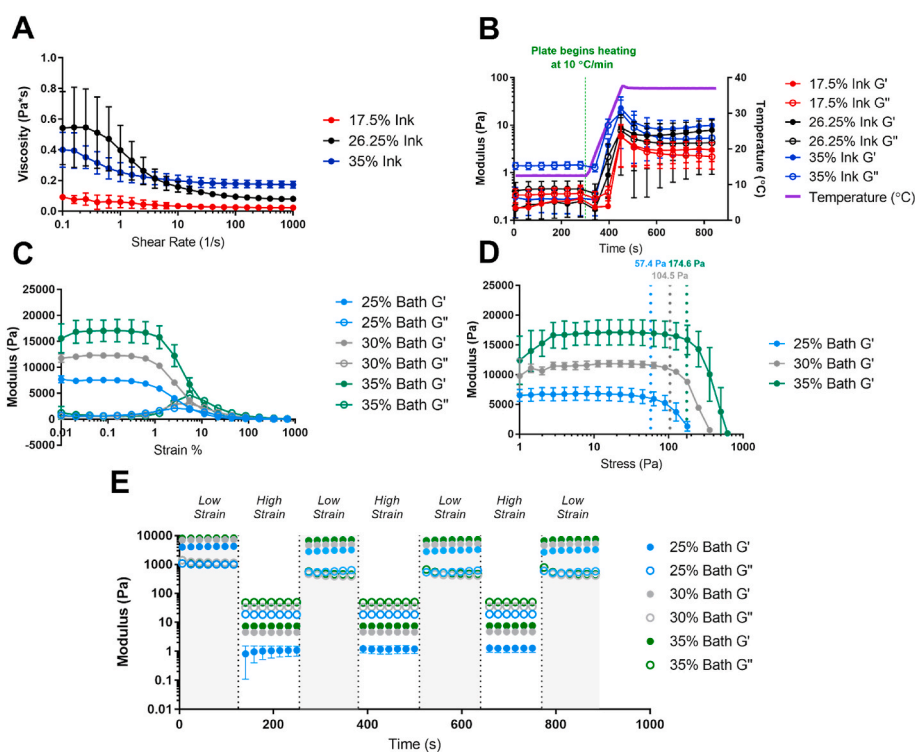 A
Viscosity (Pa*s)
1.0
0.8
0.6
0.4
0.2
0.0
0.1
1
10
100
1000
Shear Rate (1/s)
17.5% Ink
26.25% Ink
35% Ink
B
Plate begins heating
at 10 °C/min
Modulus (Pa)
100
10
1
0.1
0
200
400
600
800
Time (s)
40
30
20
10
0
Temperature (°C)
17.5% Ink G'
17.5% Ink G"
26.25% Ink G'
26.25% Ink G"
35% Ink G'
35% Ink G"
Temperature (°C)
C
Modulus (Pa)
25000
20000
15000
10000
5000
0
-5000
0.01
0.1
1
10
100
1000
Strain %
25% Bath G'
25% Bath G"
30% Bath G'
30% Bath G"
35% Bath G'
35% Bath G"
D
57.4 Pa 174.6 Pa
104.5 Pa
Modulus (Pa)
25000
20000
15000
10000
5000
0
1
10
100
1000
Stress (Pa)
25% Bath G'
30% Bath G'
35% Bath G'
E
Low
Strain
High
Strain
Low
Strain
High
Strain
Low
Strain
High
Strain
Low
Strain
Modulus (Pa)
10000
1000
100
10
1
0.1
0.01
0
200
400
600
800
1000
Time (s)
25% Bath G'
25% Bath G"
30% Bath G'
30% Bath G"
35% Bath G'
35% Bath G"